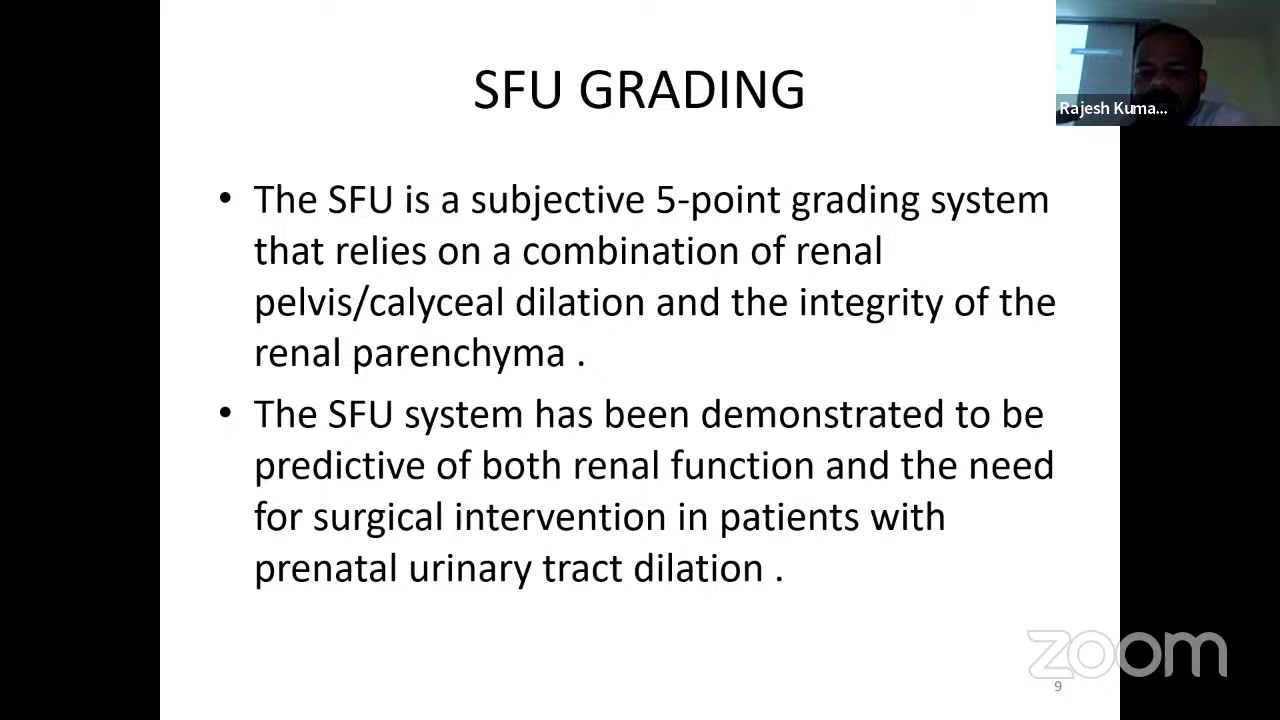 SFU GRADING
Rajesh Kuma...
• The SFU is a subjective 5-point grading system
that relies on a combination of renal
pelvis/calyceal dilation and the integrity of the
renal parenchyma .
• The SFU system has been demonstrated to be
predictive of both renal function and the need
for surgical intervention in patients with
prenatal urinary tract dilation .
zoom
9